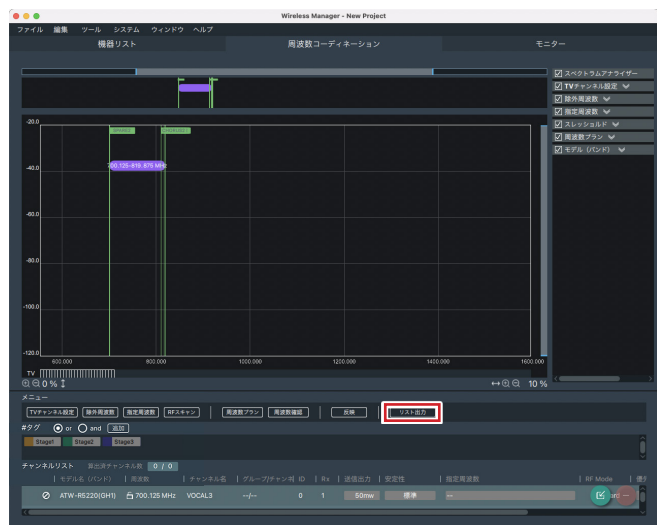 Wireless Manager - New Project
ファイル 編集 ツール システム ウィンドウ ヘルプ
機器リスト 周波数コーディネーション モニター
スペクトラムアナライザー
TVチャンネル設定
除外周波数
指定周波数
スレッショルド
周波数プラン
モデル (バンド)
-20.0
-40.0
700.125-819.875 MHz
-60.0
-80.0
-100.0
-120.0
600.000 800.000 1000.000 1200.000 1400.000 1600.000
TV
0 % 10 %
メニュー
TVチャンネル設定 除外周波数 指定周波数 RFスキャン 周波数プラン 周波数確認 反映 リスト出力
#タグ or and 追加
Stage1 Stage2 Stage3
チャンネルリスト 算出済チャンネル数 0 / 0
モデル名 (バンド) 周波数 チャンネル名 グループ/チャンネ ID Rx 送信出力 安定性 指定周波数 RF Mode 優
ATW-R5220(GH1) 700.125 MHz VOCAL3 --/-- 0 1 50mw 標準 --